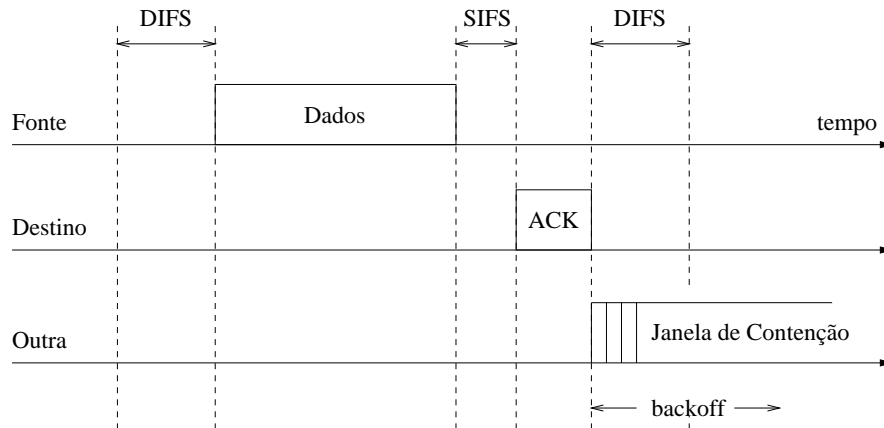 DIFS SIFS DIFS
Dados
Fonte tempo
ACK
Destino
Janela de Contenção
Outra
backoff